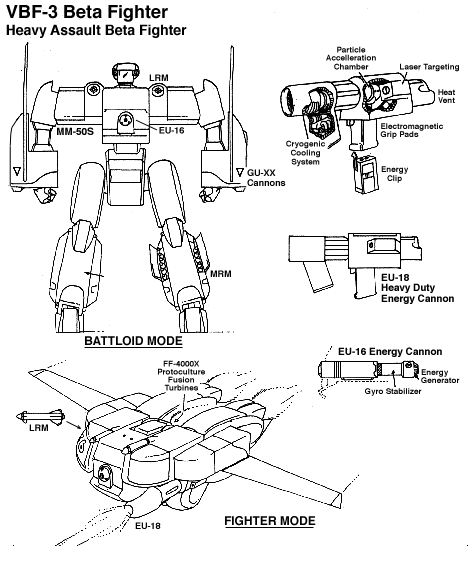 VBF-3 Beta Fighter
Heavy Assault Beta Fighter
LRM
MM-50S
EU-16
GU-XX
Cannons
MRM
BATTLOID MODE
Particle
Accelleration
Chamber
Laser Targeting
Heat
Vent
Electromagnetic
Grip Pads
Cryogenic
Cooling
System
Energy
Clip
EU-18
Heavy Duty
Energy Cannon
EU-16 Energy Cannon
Energy
Generator
Gyro Stabilizer
FF-4000X
Protoculture
Fusion
Turbines
LRM
EU-18
FIGHTER MODE